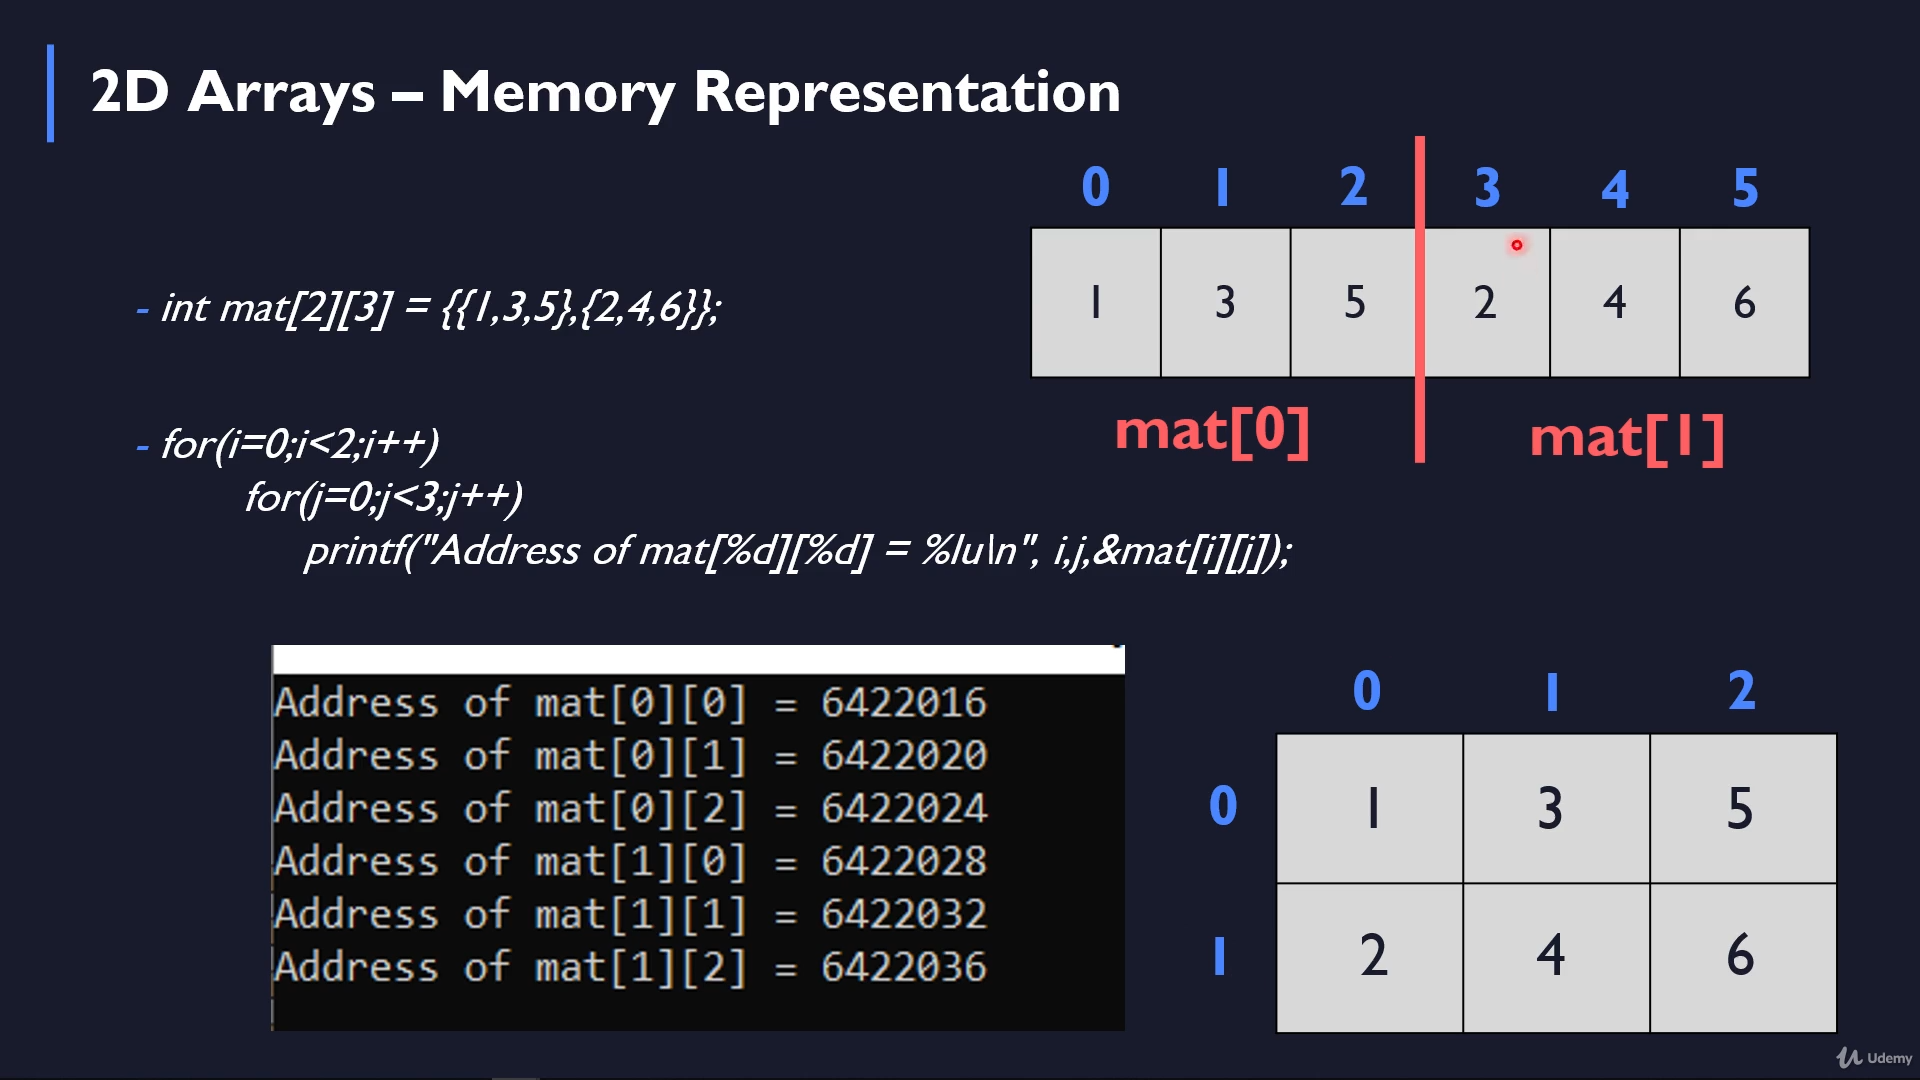 2D Arrays – Memory Representation
0 1 2 3 4 5
1 3 5 2 4 6
mat[0] mat[1]
- int mat[2][3] = {{1,3,5},{2,4,6}};
- for(i=0;i<2;i++)
for(j=0;j<3;j++)
printf("Address of mat[%d][%d] = %lu\n", i,j,&mat[i][j]);
Address of mat[0][0] = 6422016
Address of mat[0][1] = 6422020
Address of mat[0][2] = 6422024
Address of mat[1][0] = 6422028
Address of mat[1][1] = 6422032
Address of mat[1][2] = 6422036
0 1 2
0 1 3 5
1 2 4 6
Udemy